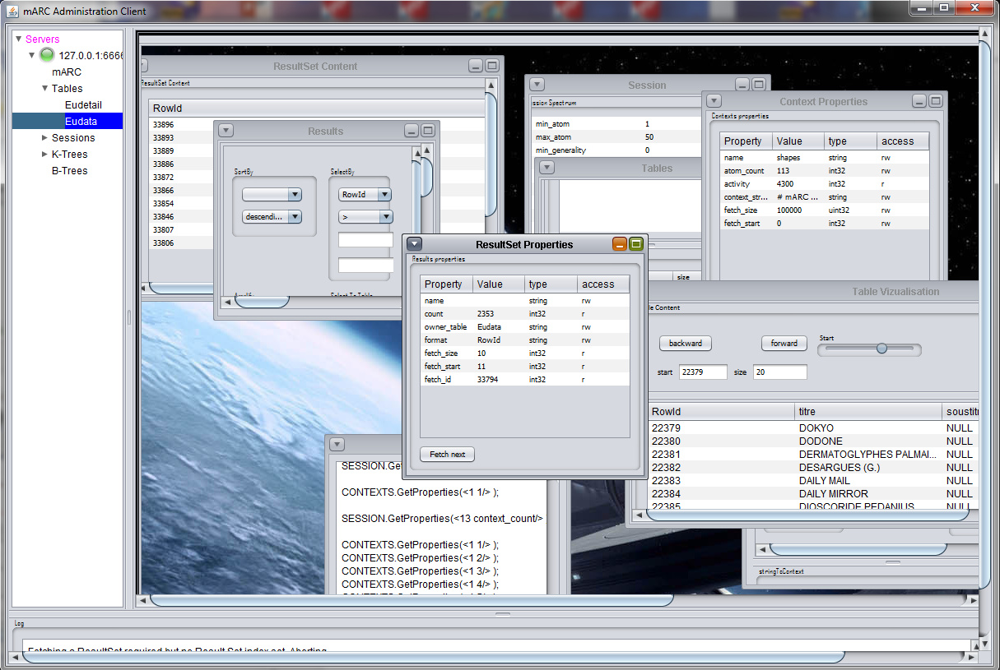 mARC Administration Client
Servers
127.0.0.1:6666
mARC
Tables
Eudetail
Eudata
Sessions
K-Trees
B-Trees
ResultSet Content
ResultSet Content
RowId
33896
33893
33889
33886
33872
33866
33854
33846
33807
33806
Results
SortBy
SelectBy
RowId
descendi...
>
Select To Table
Session
ssion Spectrum
min_atom 1
max_atom 50
min_generality 0
Tables
size
Context Properties
Contexts properties
Property Value type access
name shapes string rw
atom_count 113 int32 rw
activity 4300 int32 r
context_str... # mARC ... string rw
fetch_size 100000 uint32 rw
fetch_start 0 int32 rw
ResultSet Properties
Results properties
Property Value type access
name string rw
count 2353 int32 r
owner_table Eudata string rw
format RowId string rw
fetch_size 10 int32 r
fetch_start 11 int32 r
fetch_id 33794 int32 r
Fetch next
Table Vizualisation
le Content
backward forward Start
start 22379 size 20
RowId titre soustitr
22379 DOKYO NULL
22380 DODONE NULL
22381 DERMATOGLYPHES PALMAI... NULL
22382 DESARGUES (G.) NULL
22383 DAILY MAIL NULL
22384 DAILY MIRROR NULL
22385 DIOSCORIDE PEDANIUS NULL
SESSION.Ge
CONTEXTS.GetProperties(<1 1/> );
SESSION.GetProperties(<13 context_count/>
CONTEXTS.GetProperties(<1 1/> );
CONTEXTS.GetProperties(<1 2/> );
CONTEXTS.GetProperties(<1 3/> );
CONTEXTS.GetProperties(<1 4/> );
stringToContext
Log
Fetching a ResultSet required but no Result Set index set. Aborting